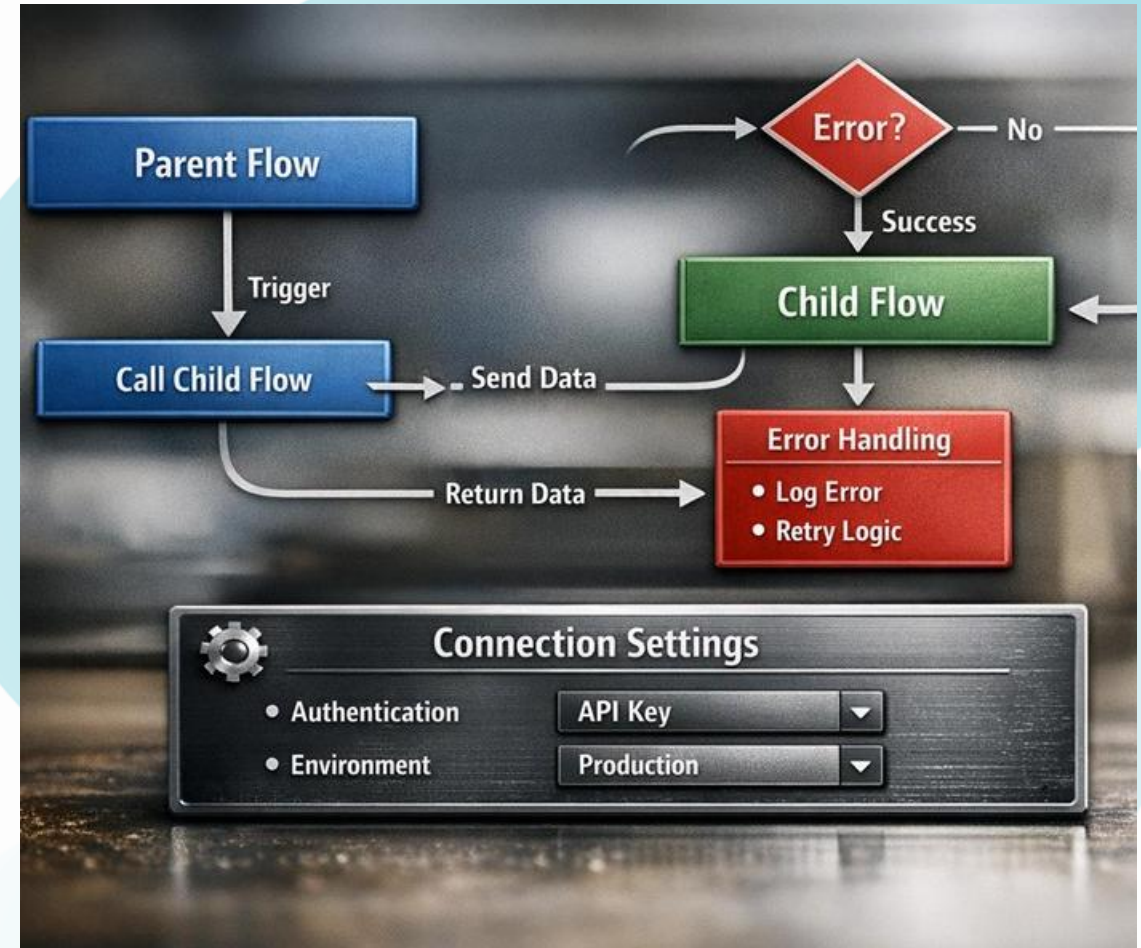 Parent Flow
Trigger
Call Child Flow
Send Data
Return Data
Error?
No
Success
Child Flow
Error Handling
• Log Error
• Retry Logic
Connection Settings
• Authentication API Key
• Environment Production